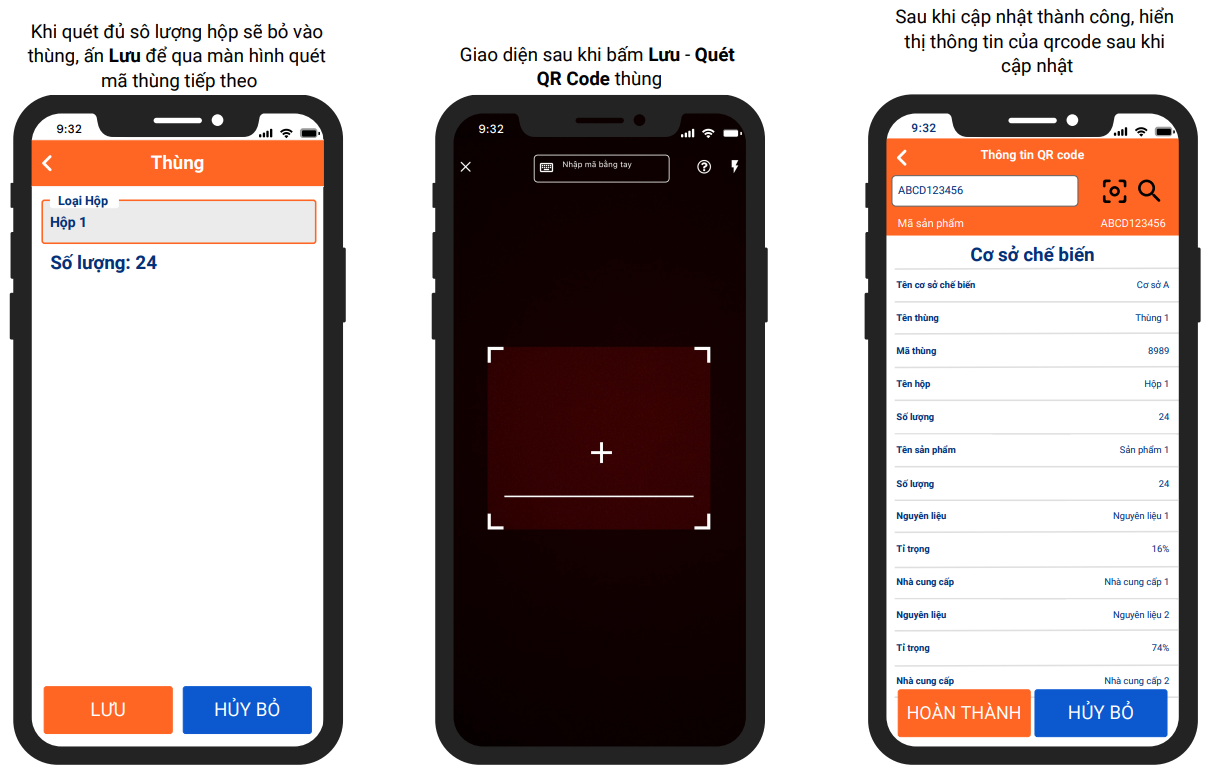 Khi quét đủ sô lượng hộp sẽ bỏ vào
thùng, ấn Lưu để qua màn hình quét
mã thùng tiếp theo
9:32
Thùng
Loại Hộp
Hộp 1
Số lượng: 24
LƯU
HỦY BỎ
Giao diện sau khi bấm Lưu - Quét
QR Code thùng
9:32
Nhập mã bằng tay
Sau khi cập nhật thành công, hiển
thị thông tin của qrcode sau khi
cập nhật
9:32
Thông tin QR code
ABCD123456
Mã sản phẩm ABCD123456
Cơ sở chế biến
Tên cơ sở chế biến Cơ sở A
Tên thùng Thùng 1
Mã thùng 8989
Tên hộp Hộp 1
Số lượng 24
Tên sản phẩm Sản phẩm 1
Số lượng 24
Nguyên liệu Nguyên liệu 1
Tỉ trọng 16%
Nhà cung cấp Nhà cung cấp 1
Nguyên liệu Nguyên liệu 2
Tỉ trọng 74%
Nhà cung cấp Nhà cung cấp 2
HOÀN THÀNH
HỦY BỎ